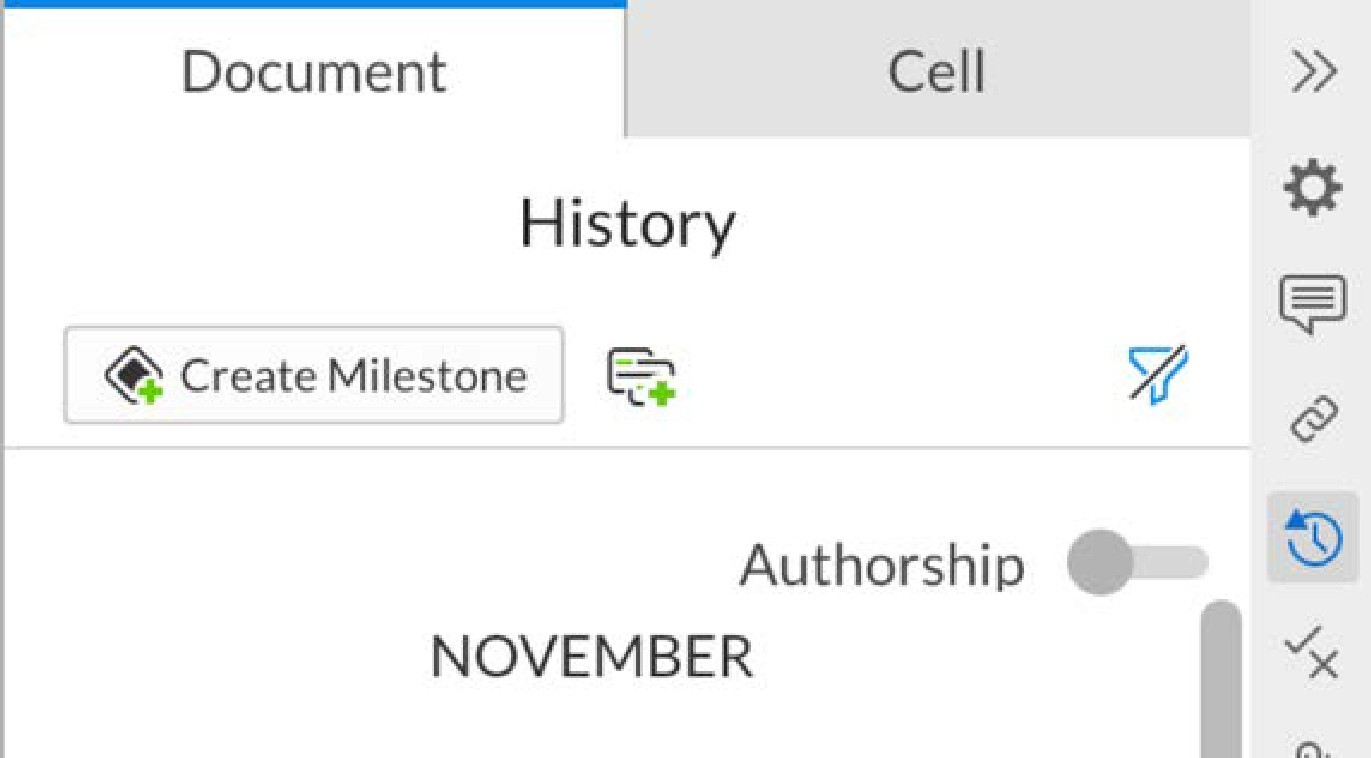 Document Cell
History
Create Milestone
Authorship
NOVEMBER